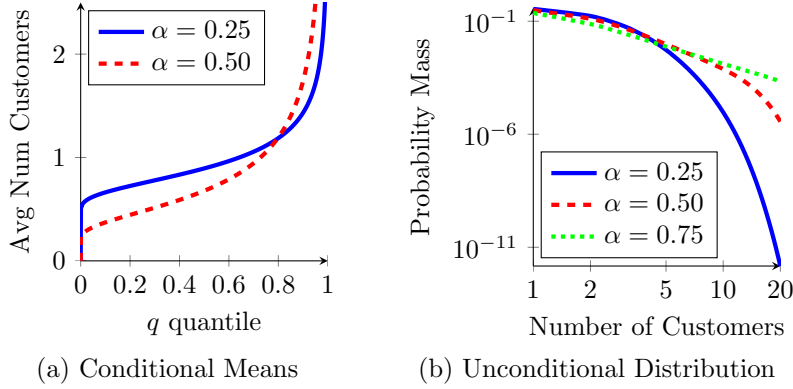 Avg Num Customers
2
1
0
α = 0.25
α = 0.50
0 0.2 0.4 0.6 0.8 1
q quantile
(a) Conditional Means
Probability Mass
10⁻¹
10⁻⁶
10⁻¹¹
α = 0.25
α = 0.50
α = 0.75
1 2 5 10 20
Number of Customers
(b) Unconditional Distribution